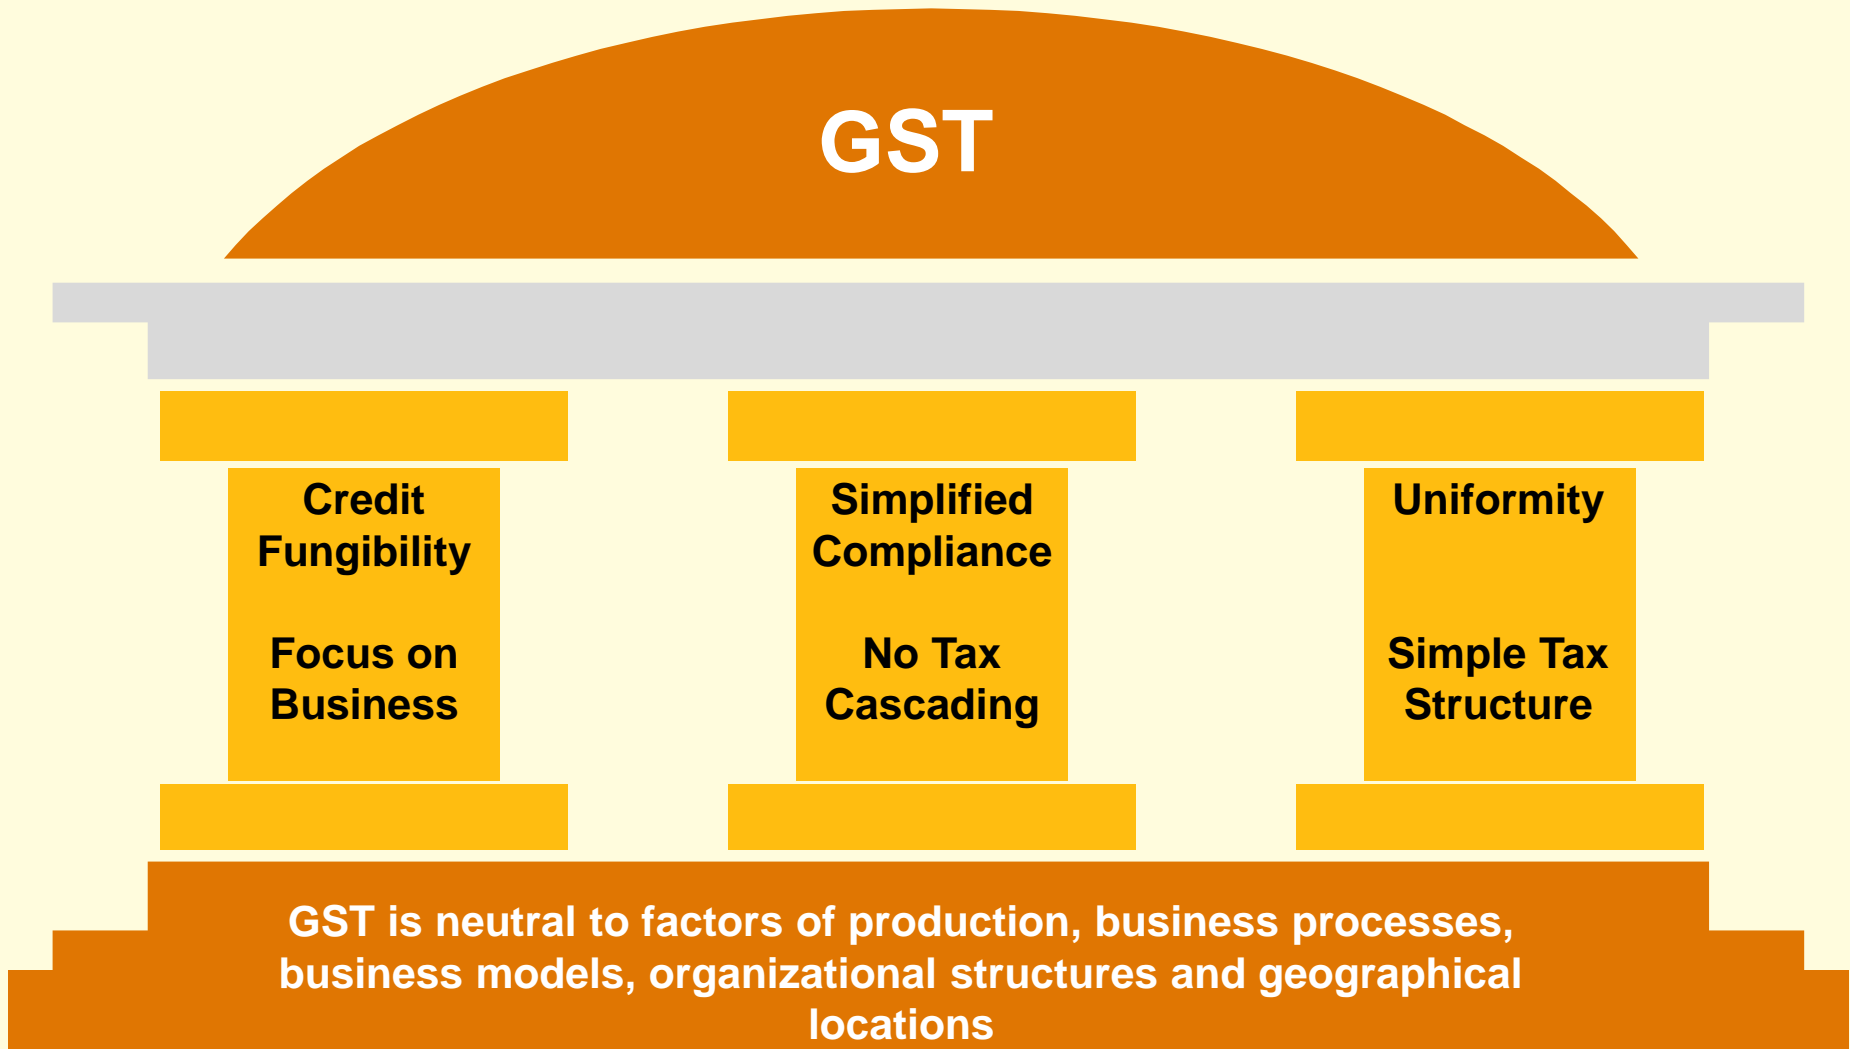 GST
Credit
Fungibility
Focus on
Business
Simplified
Compliance
No Tax
Cascading
Uniformity
Simple Tax
Structure
GST is neutral to factors of production, business processes,
business models, organizational structures and geographical
locations